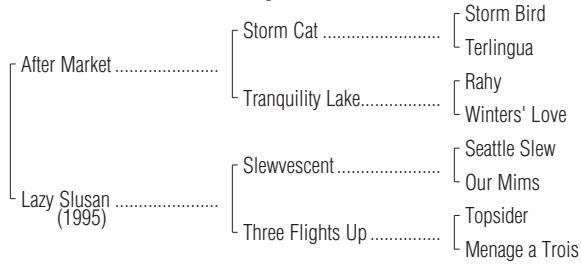 Storm Bird
Storm Cat ......................
Terlingua
After Market ....................
Rahy
Tranquility Lake.................
Winters' Love
Seattle Slew
Slewvescent ...................
Our Mims
Lazy Slusan ....................
(1995)
Topsider
Three Flights Up ..............
Menage a Trois